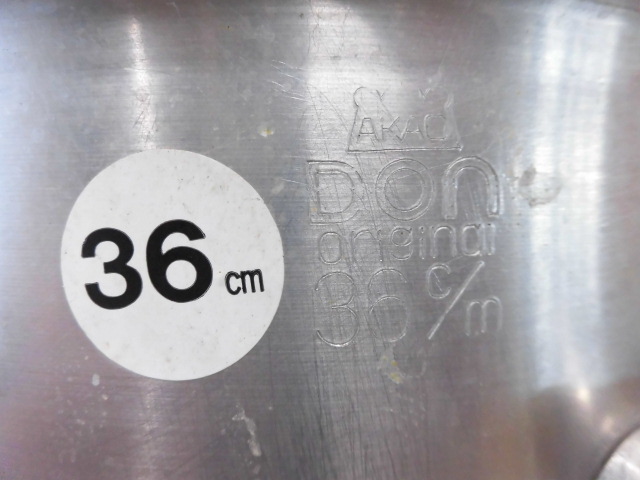 36 cm
AKAO
DON
original
36 c/m